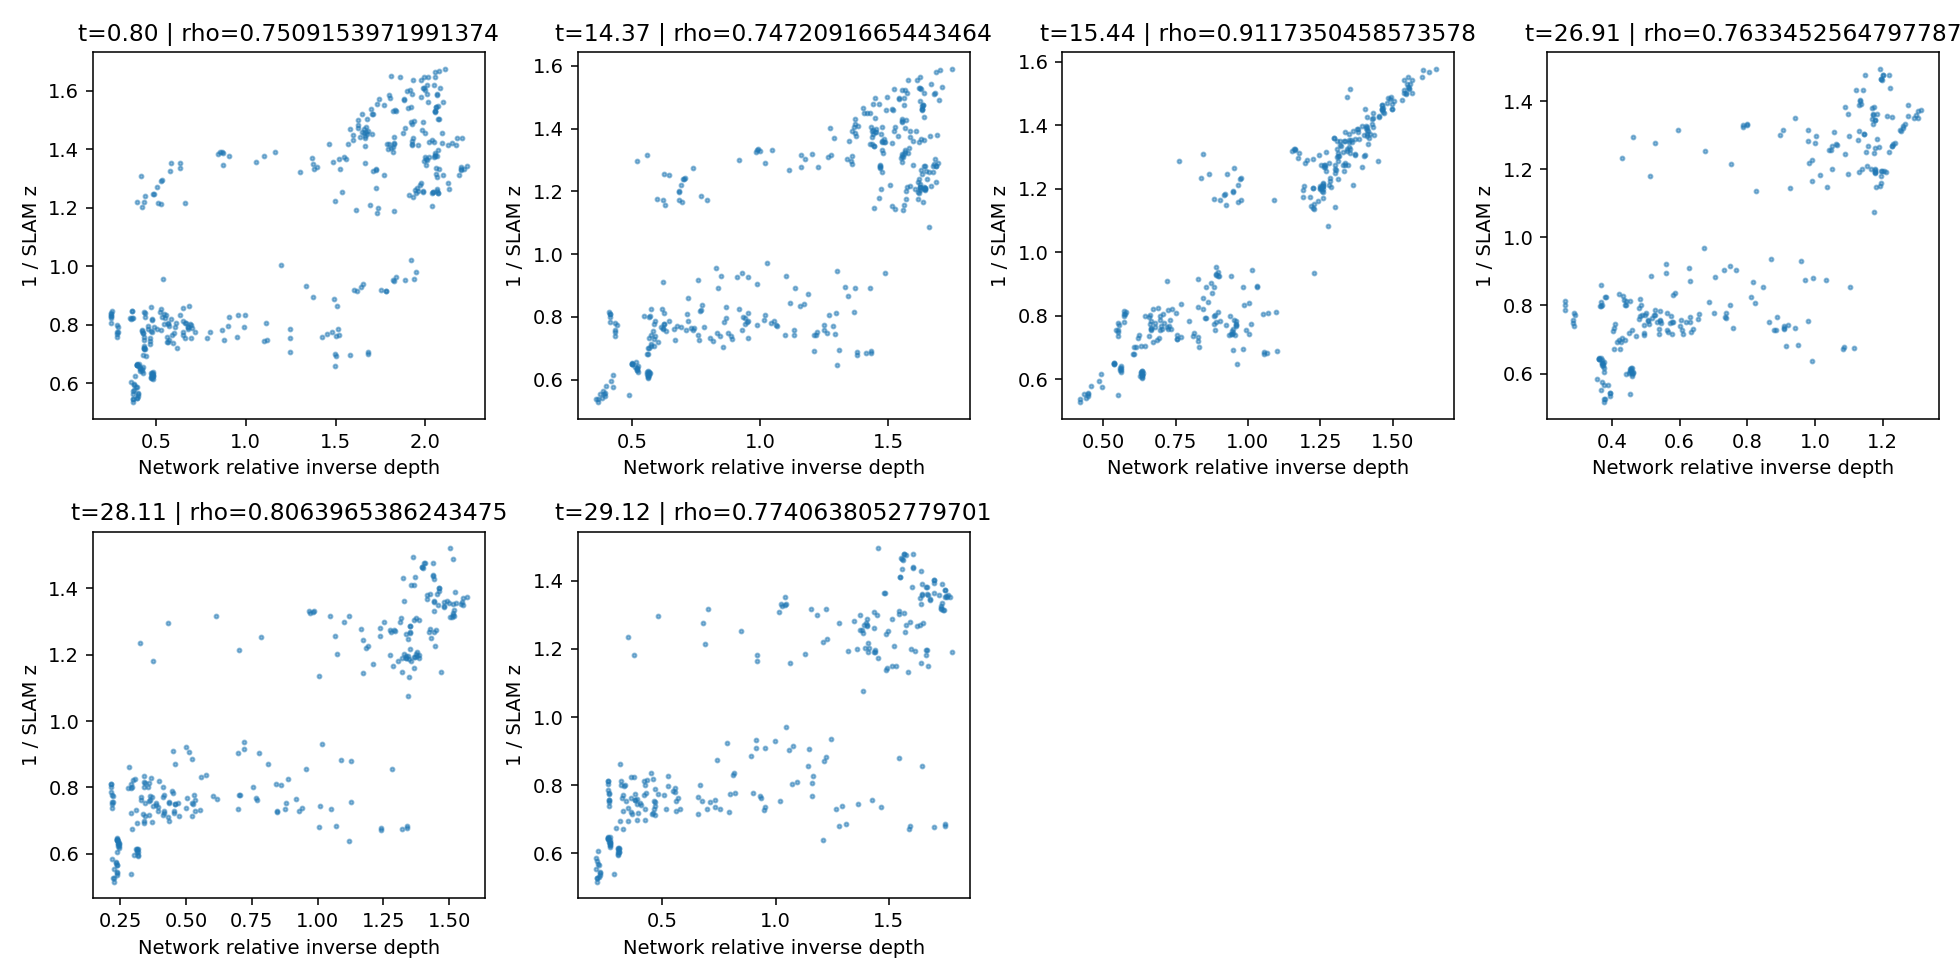 t=0.80 | rho=0.7509153971991374
1 / SLAM z
1.6
1.4
1.2
1.0
0.8
0.6
0.5 1.0 1.5 2.0
Network relative inverse depth
t=14.37 | rho=0.7472091665443464
1 / SLAM z
1.6
1.4
1.2
1.0
0.8
0.6
0.5 1.0 1.5
Network relative inverse depth
t=15.44 | rho=0.9117350458573578
1 / SLAM z
1.6
1.4
1.2
1.0
0.8
0.6
0.50 0.75 1.00 1.25 1.50
Network relative inverse depth
t=26.91 | rho=0.7633452564797787
1 / SLAM z
1.4
1.2
1.0
0.8
0.6
0.4 0.6 0.8 1.0 1.2
Network relative inverse depth
t=28.11 | rho=0.8063965386243475
1 / SLAM z
1.4
1.2
1.0
0.8
0.6
0.25 0.50 0.75 1.00 1.25 1.50
Network relative inverse depth
t=29.12 | rho=0.7740638052779701
1 / SLAM z
1.4
1.2
1.0
0.8
0.6
0.5 1.0 1.5
Network relative inverse depth